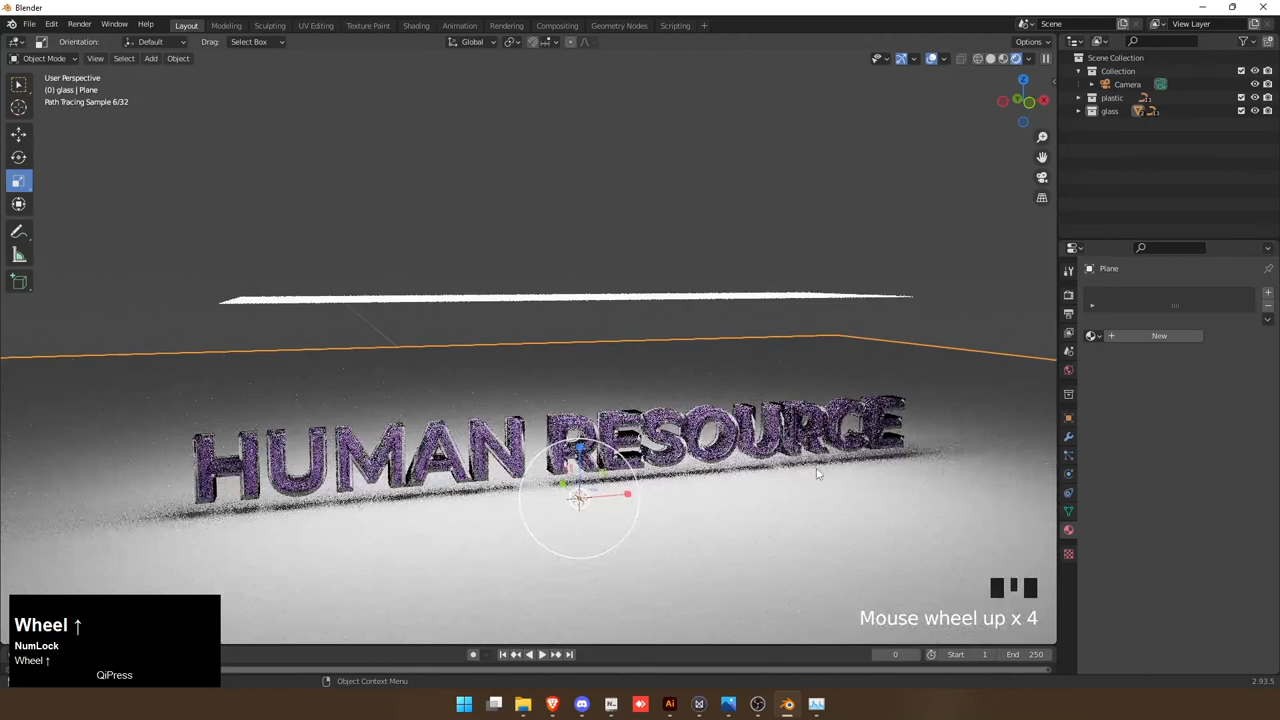 Blender
File Edit Render Window Help Layout Modeling Sculpting UV Editing Texture Paint Shading Animation Rendering Compositing Geometry Nodes Scripting + Scene View Layer
Orientation: Default Drag: Select Box Global Options
Object Mode View Select Add Object
User Perspective
(0) glass | Plane
Path Tracing Sample 6/32
Z
X
Y
Scene Collection
Collection
Camera
plastic
glass
Plane
New
HUMAN RESOURCE
Mouse wheel up x 4
Wheel ↑
NumLock
Wheel ↑
QiPress
0 Start 1 End 250
Object Context Menu
2.93.5